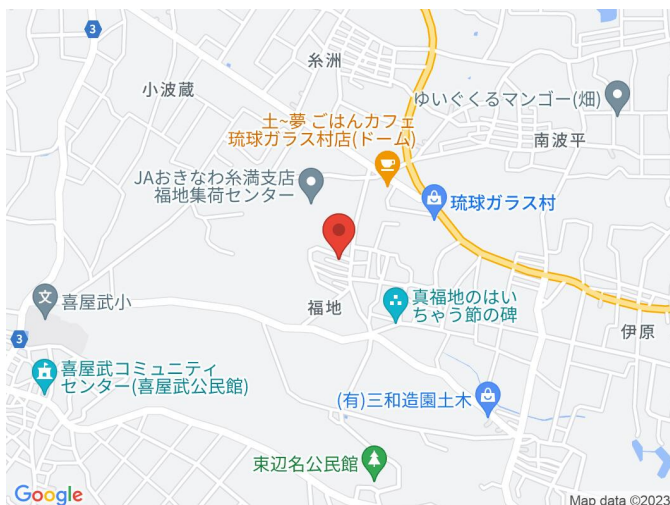 3
糸洲
小波蔵
ゆいぐくるマンゴー(畑)
土~夢 ごはんカフェ
琉球ガラス村店(ドーム)
南波平
JAおきなわ糸満支店
福地集荷センター
琉球ガラス村
喜屋武小
福地
真福地のはい
ちゃう節の碑
伊原
3
喜屋武コミュニティ
センター(喜屋武公民館)
(有)三和造園土木
束辺名公民館
Google
Map data ©2023